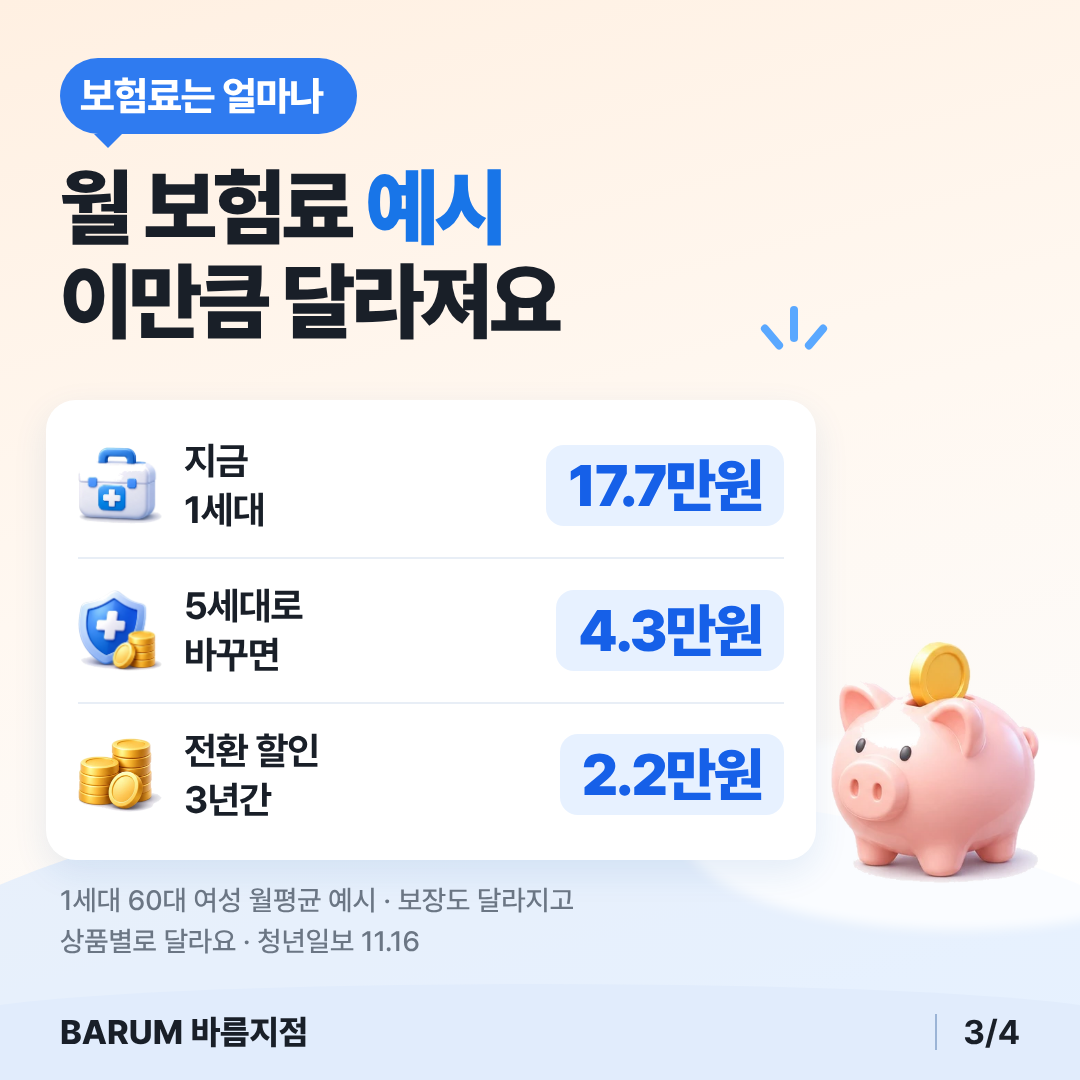 보험료는 얼마나
월 보험료 예시
이만큼 달라져요
지금
1세대
17.7만원
5세대로
바꾸면
4.3만원
전환 할인
3년간
2.2만원
1세대 60대 여성 월평균 예시 · 보장도 달라지고
상품별로 달라요 · 청년일보 11.16
BARUM 바름지점
3/4